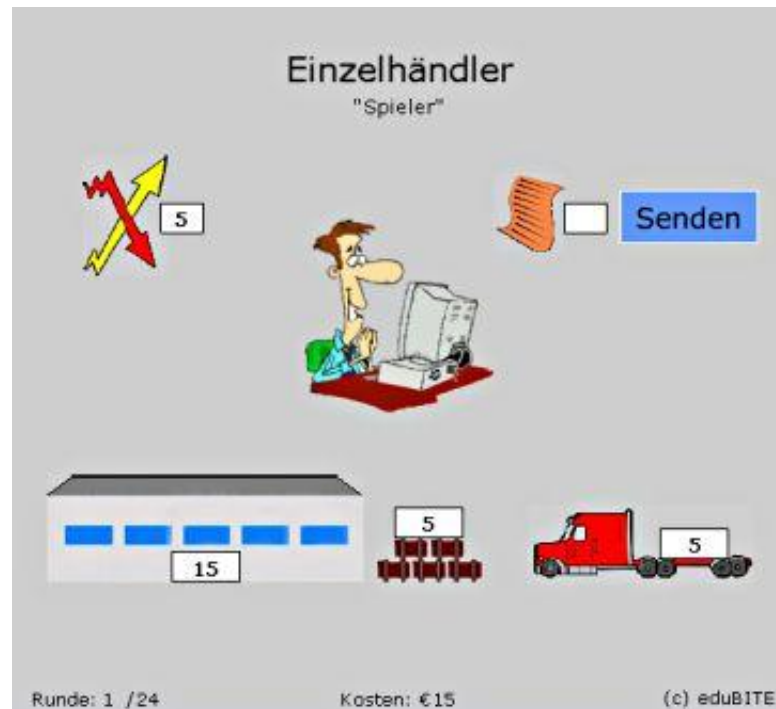 Einzelhändler
"Spieler"
5
Senden
5
15
5
Runde: 1 /24
Kosten: €15
(c) eduBITE